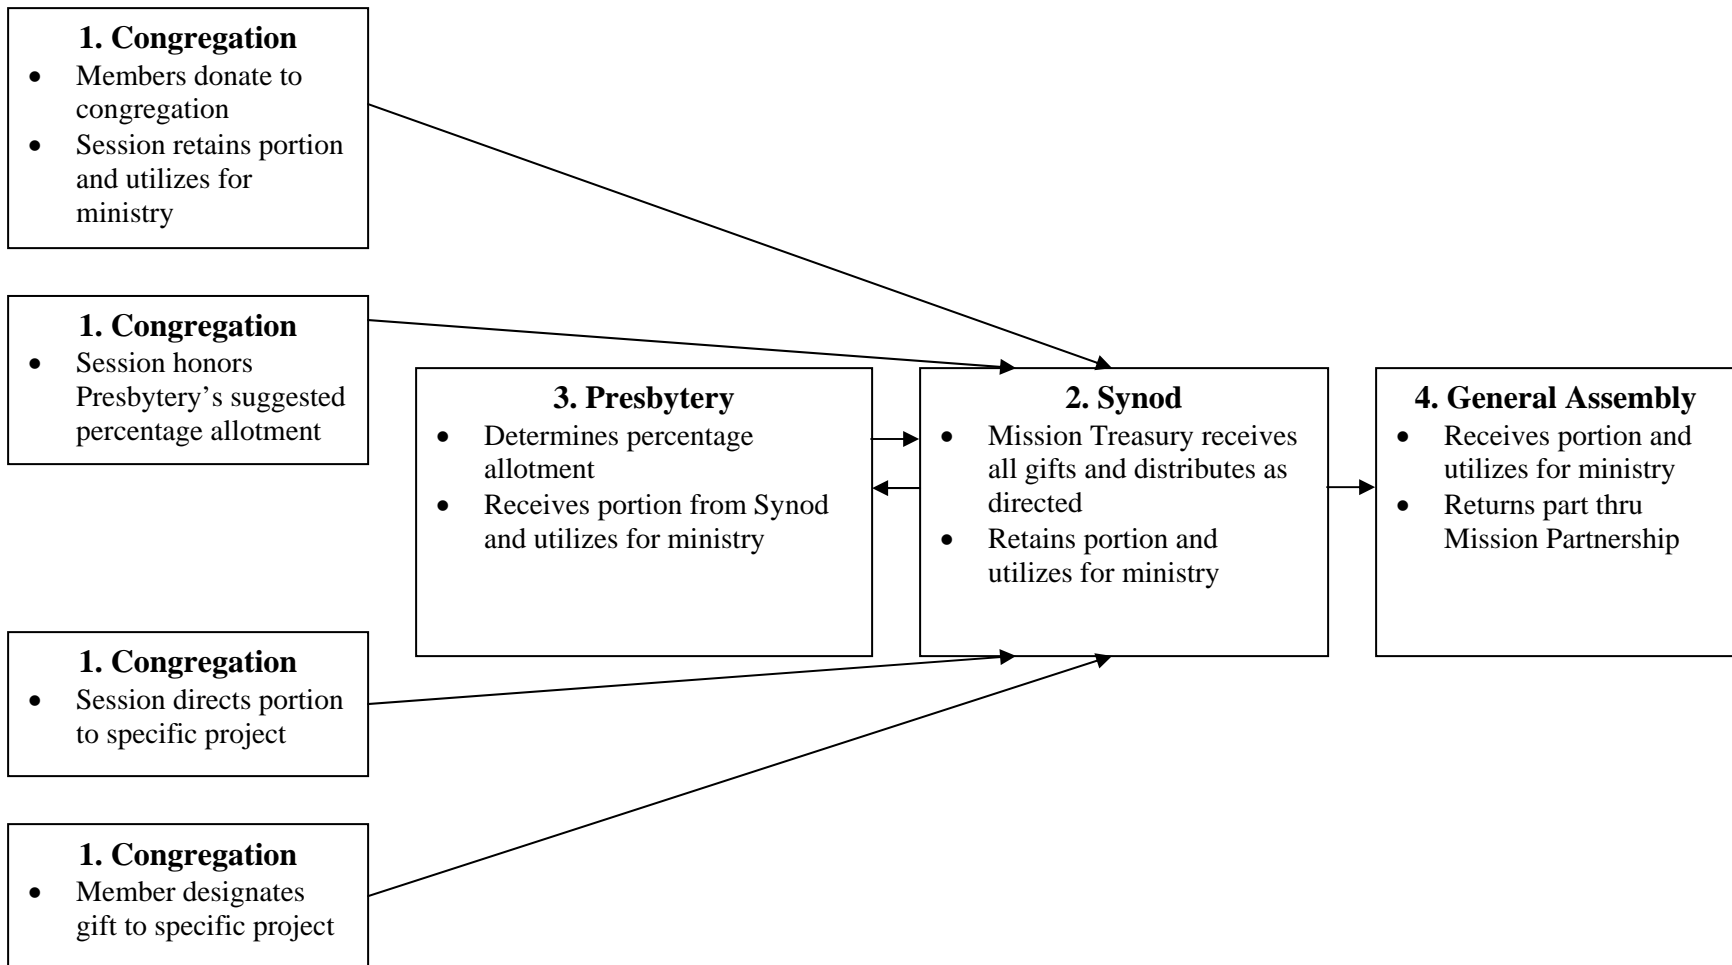 1. Congregation
• Members donate to
congregation
• Session retains portion
and utilizes for
ministry
1. Congregation
• Session honors
Presbytery’s suggested
percentage allotment
3. Presbytery
• Determines percentage
allotment
• Receives portion from Synod
and utilizes for ministry
2. Synod
• Mission Treasury receives
all gifts and distributes as
directed
• Retains portion and
utilizes for ministry
4. General Assembly
• Receives portion and
utilizes for ministry
• Returns part thru
Mission Partnership
1. Congregation
• Session directs portion
to specific project
1. Congregation
• Member designates
gift to specific project